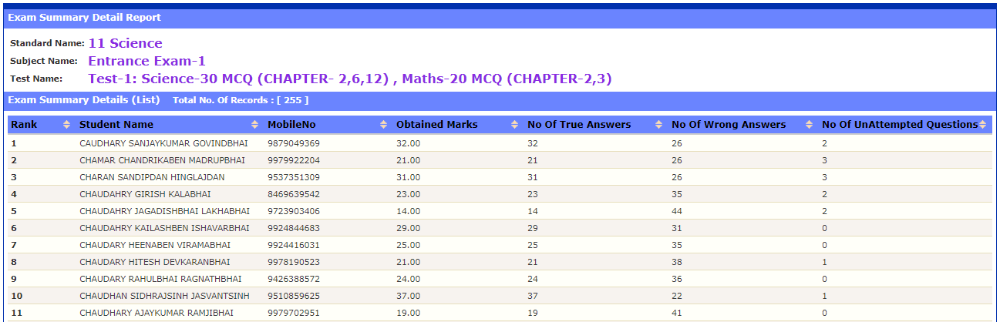 Exam Summary Detail Report
Standard Name: 11 Science
Subject Name: Entrance Exam-1
Test Name: Test-1: Science-30 MCQ (CHAPTER- 2,6,12) , Maths-20 MCQ (CHAPTER-2,3)
Exam Summary Details (List) Total No. Of Records : [ 255 ]
Rank Student Name MobileNo Obtained Marks No Of True Answers No Of Wrong Answers No Of UnAttempted Questions
1 CAUDHARY SANJAYKUMAR GOVINDBHAI 9879049369 32.00 32 26 2
2 CHAMAR CHANDRIKABEN MADRUPBHAI 9979922204 21.00 21 26 3
3 CHARAN SANDIPDAN HINGLAJDAN 9537351309 31.00 31 26 3
4 CHAUDAHRY GIRISH KALABHAI 8469639542 23.00 23 35 2
5 CHAUDAHRY JAGADISHBHAI LAKHABHAI 9723903406 14.00 14 44 2
6 CHAUDAHRY KAILASHBEN ISHAVARBHAI 9924844683 29.00 29 31 0
7 CHAUDARY HEENABEN VIRAMABHAI 9924416031 25.00 25 35 0
8 CHAUDARY HITESH DEVKARANBHAI 9978190523 21.00 21 38 1
9 CHAUDARY RAHULBHAI RAGNATHBHAI 9426388572 24.00 24 36 0
10 CHAUDHAN SIDHRAJSINH JASVANTSINH 9510859625 37.00 37 22 1
11 CHAUDHARY AJAYKUMAR RAMJIBHAI 9979702951 19.00 19 41 0